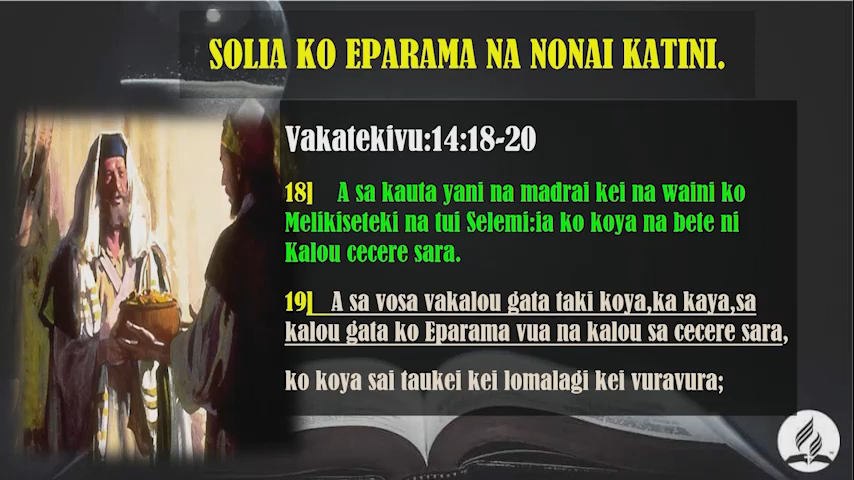 SOLIA KO EPARAMA NA NONAI KATINI.
Vakatekivu:14:18-20
18] A sa kauta yani na madrai kei na waini ko
Melikiseteki na tui Selemi:ia ko koya na bete ni
Kalou cecere sara.
19] A sa vosa vakalou gata taki koya,ka kaya,sa
kalou gata ko Eparama vua na kalou sa cecere sara,
ko koya sai taukei kei lomalagi kei vuravura;